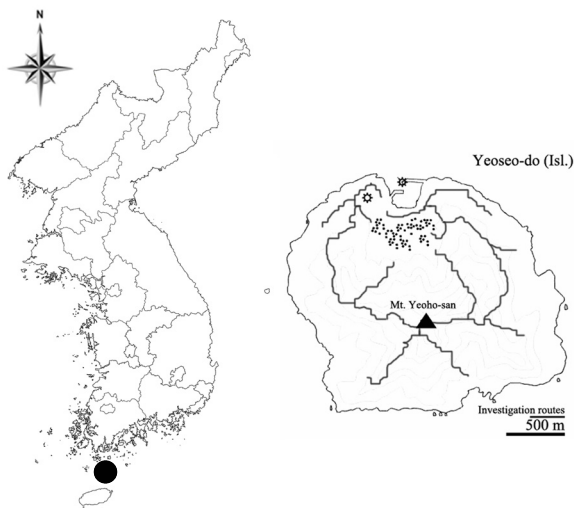 N
Yeoseo-do (Isl.)
Mt. Yeoho-san
Investigation routes
500 m